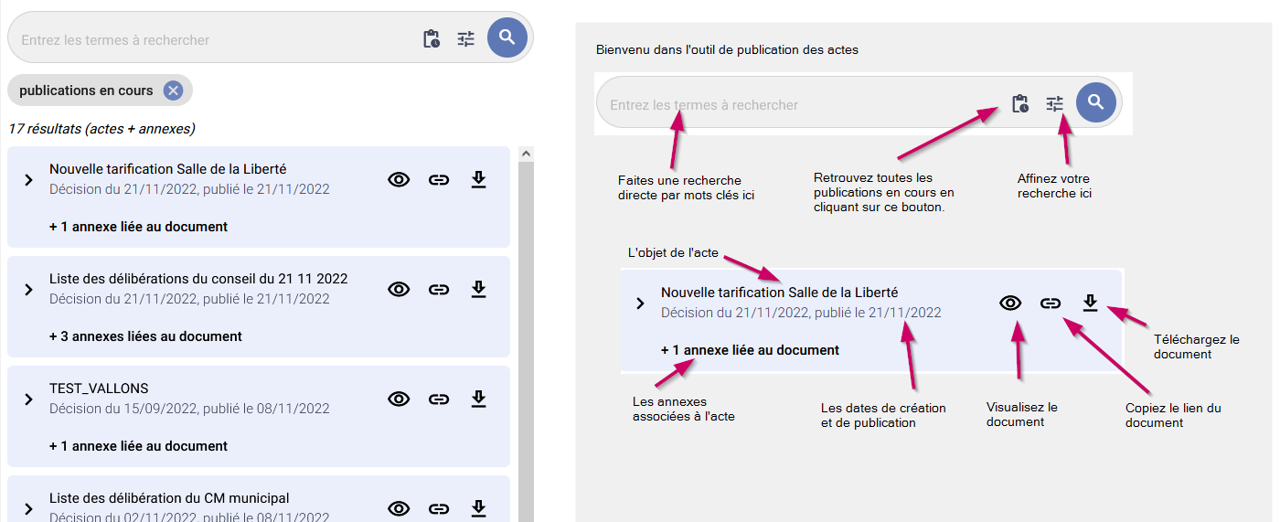 Entrez les termes à rechercher
publications en cours
17 résultats (actes + annexes)
Nouvelle tarification Salle de la Liberté
Décision du 21/11/2022, publié le 21/11/2022
+ 1 annexe liée au document
Liste des délibérations du conseil du 21 11 2022
Décision du 21/11/2022, publié le 21/11/2022
+ 3 annexes liées au document
TEST_VALLONS
Décision du 15/09/2022, publié le 08/11/2022
+ 1 annexe liée au document
Liste des délibération du CM municipal
Décision du 02/11/2022, publié le 08/11/2022
Bienvenu dans l'outil de publication des actes
Entrez les termes à rechercher
Faites une recherche
directe par mots clés ici
Retrouvez toutes les
publications en cours en
cliquant sur ce bouton.
Affinez votre
recherche ici
L'objet de l'acte
Nouvelle tarification Salle de la Liberté
Décision du 21/11/2022, publié le 21/11/2022
+ 1 annexe liée au document
Téléchargez le
document
Les annexes
associées à l'acte
Les dates de création
et de publication
Visualisez le
document
Copiez le lien du
document